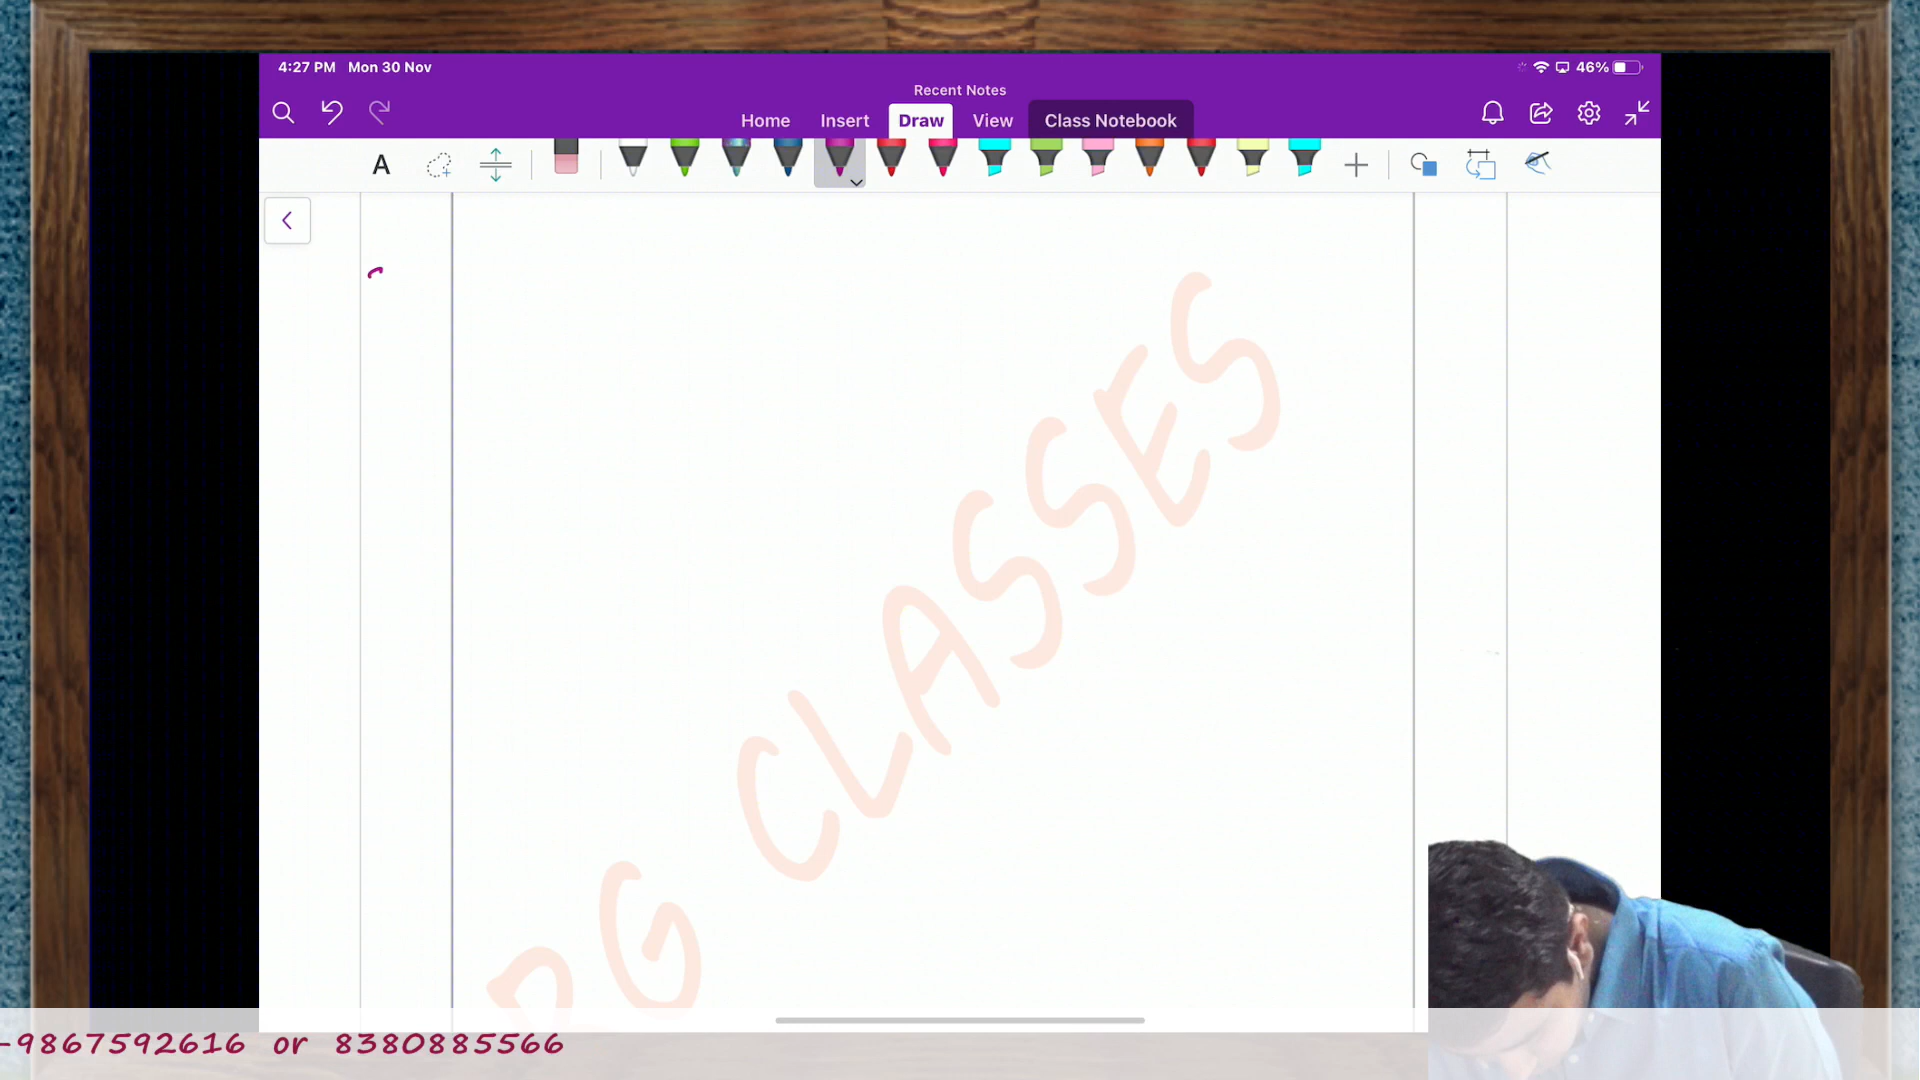 4:27 PM Mon 30 Nov
46%
Recent Notes
Home Insert Draw View Class Notebook
A
PG CLASSES
-9867592616 or 8380885566